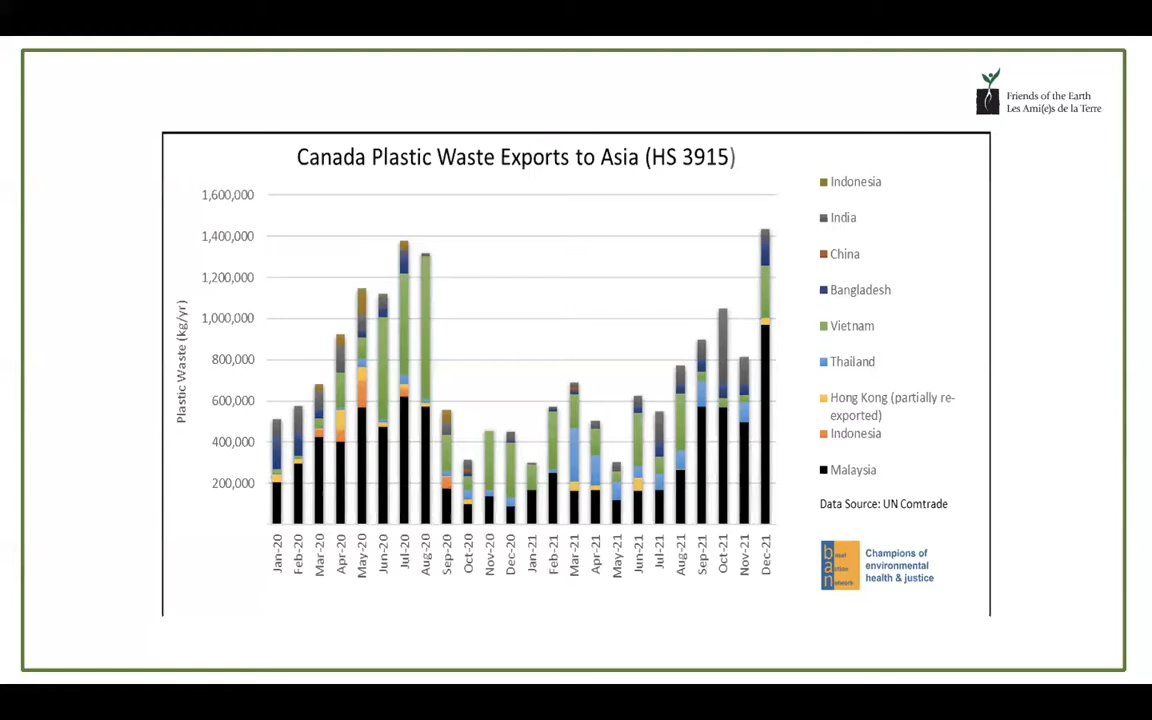 Friends of the Earth
Les Ami(e)s de la Terre
Canada Plastic Waste Exports to Asia (HS 3915)
Plastic Waste (kg/yr)
1,600,000
1,400,000
1,200,000
1,000,000
800,000
600,000
400,000
200,000
Jan-20
Feb-20
Mar-20
Apr-20
May-20
Jun-20
Jul-20
Aug-20
Sep-20
Oct-20
Nov-20
Dec-20
Jan-21
Feb-21
Mar-21
Apr-21
May-21
Jun-21
Jul-21
Aug-21
Sep-21
Oct-21
Nov-21
Dec-21
Indonesia
India
China
Bangladesh
Vietnam
Thailand
Hong Kong (partially re-
exported)
Indonesia
Malaysia
Data Source: UN Comtrade
basel
action
network
Champions of
environmental
health & justice